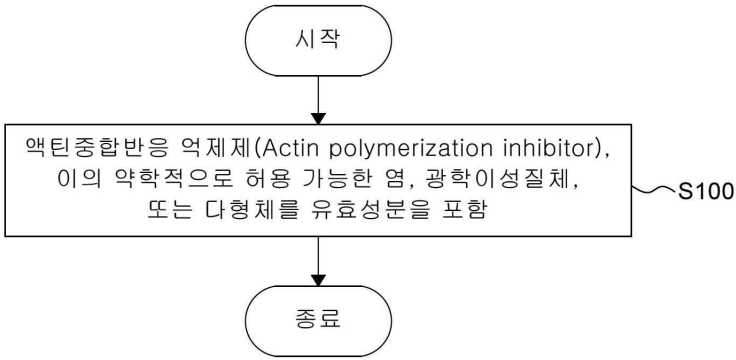 시작
액틴중합반응 억제제(Actin polymerization inhibitor),
이의 약학적으로 허용 가능한 염, 광학이성질체,
또는 다형체를 유효성분을 포함
S100
종료